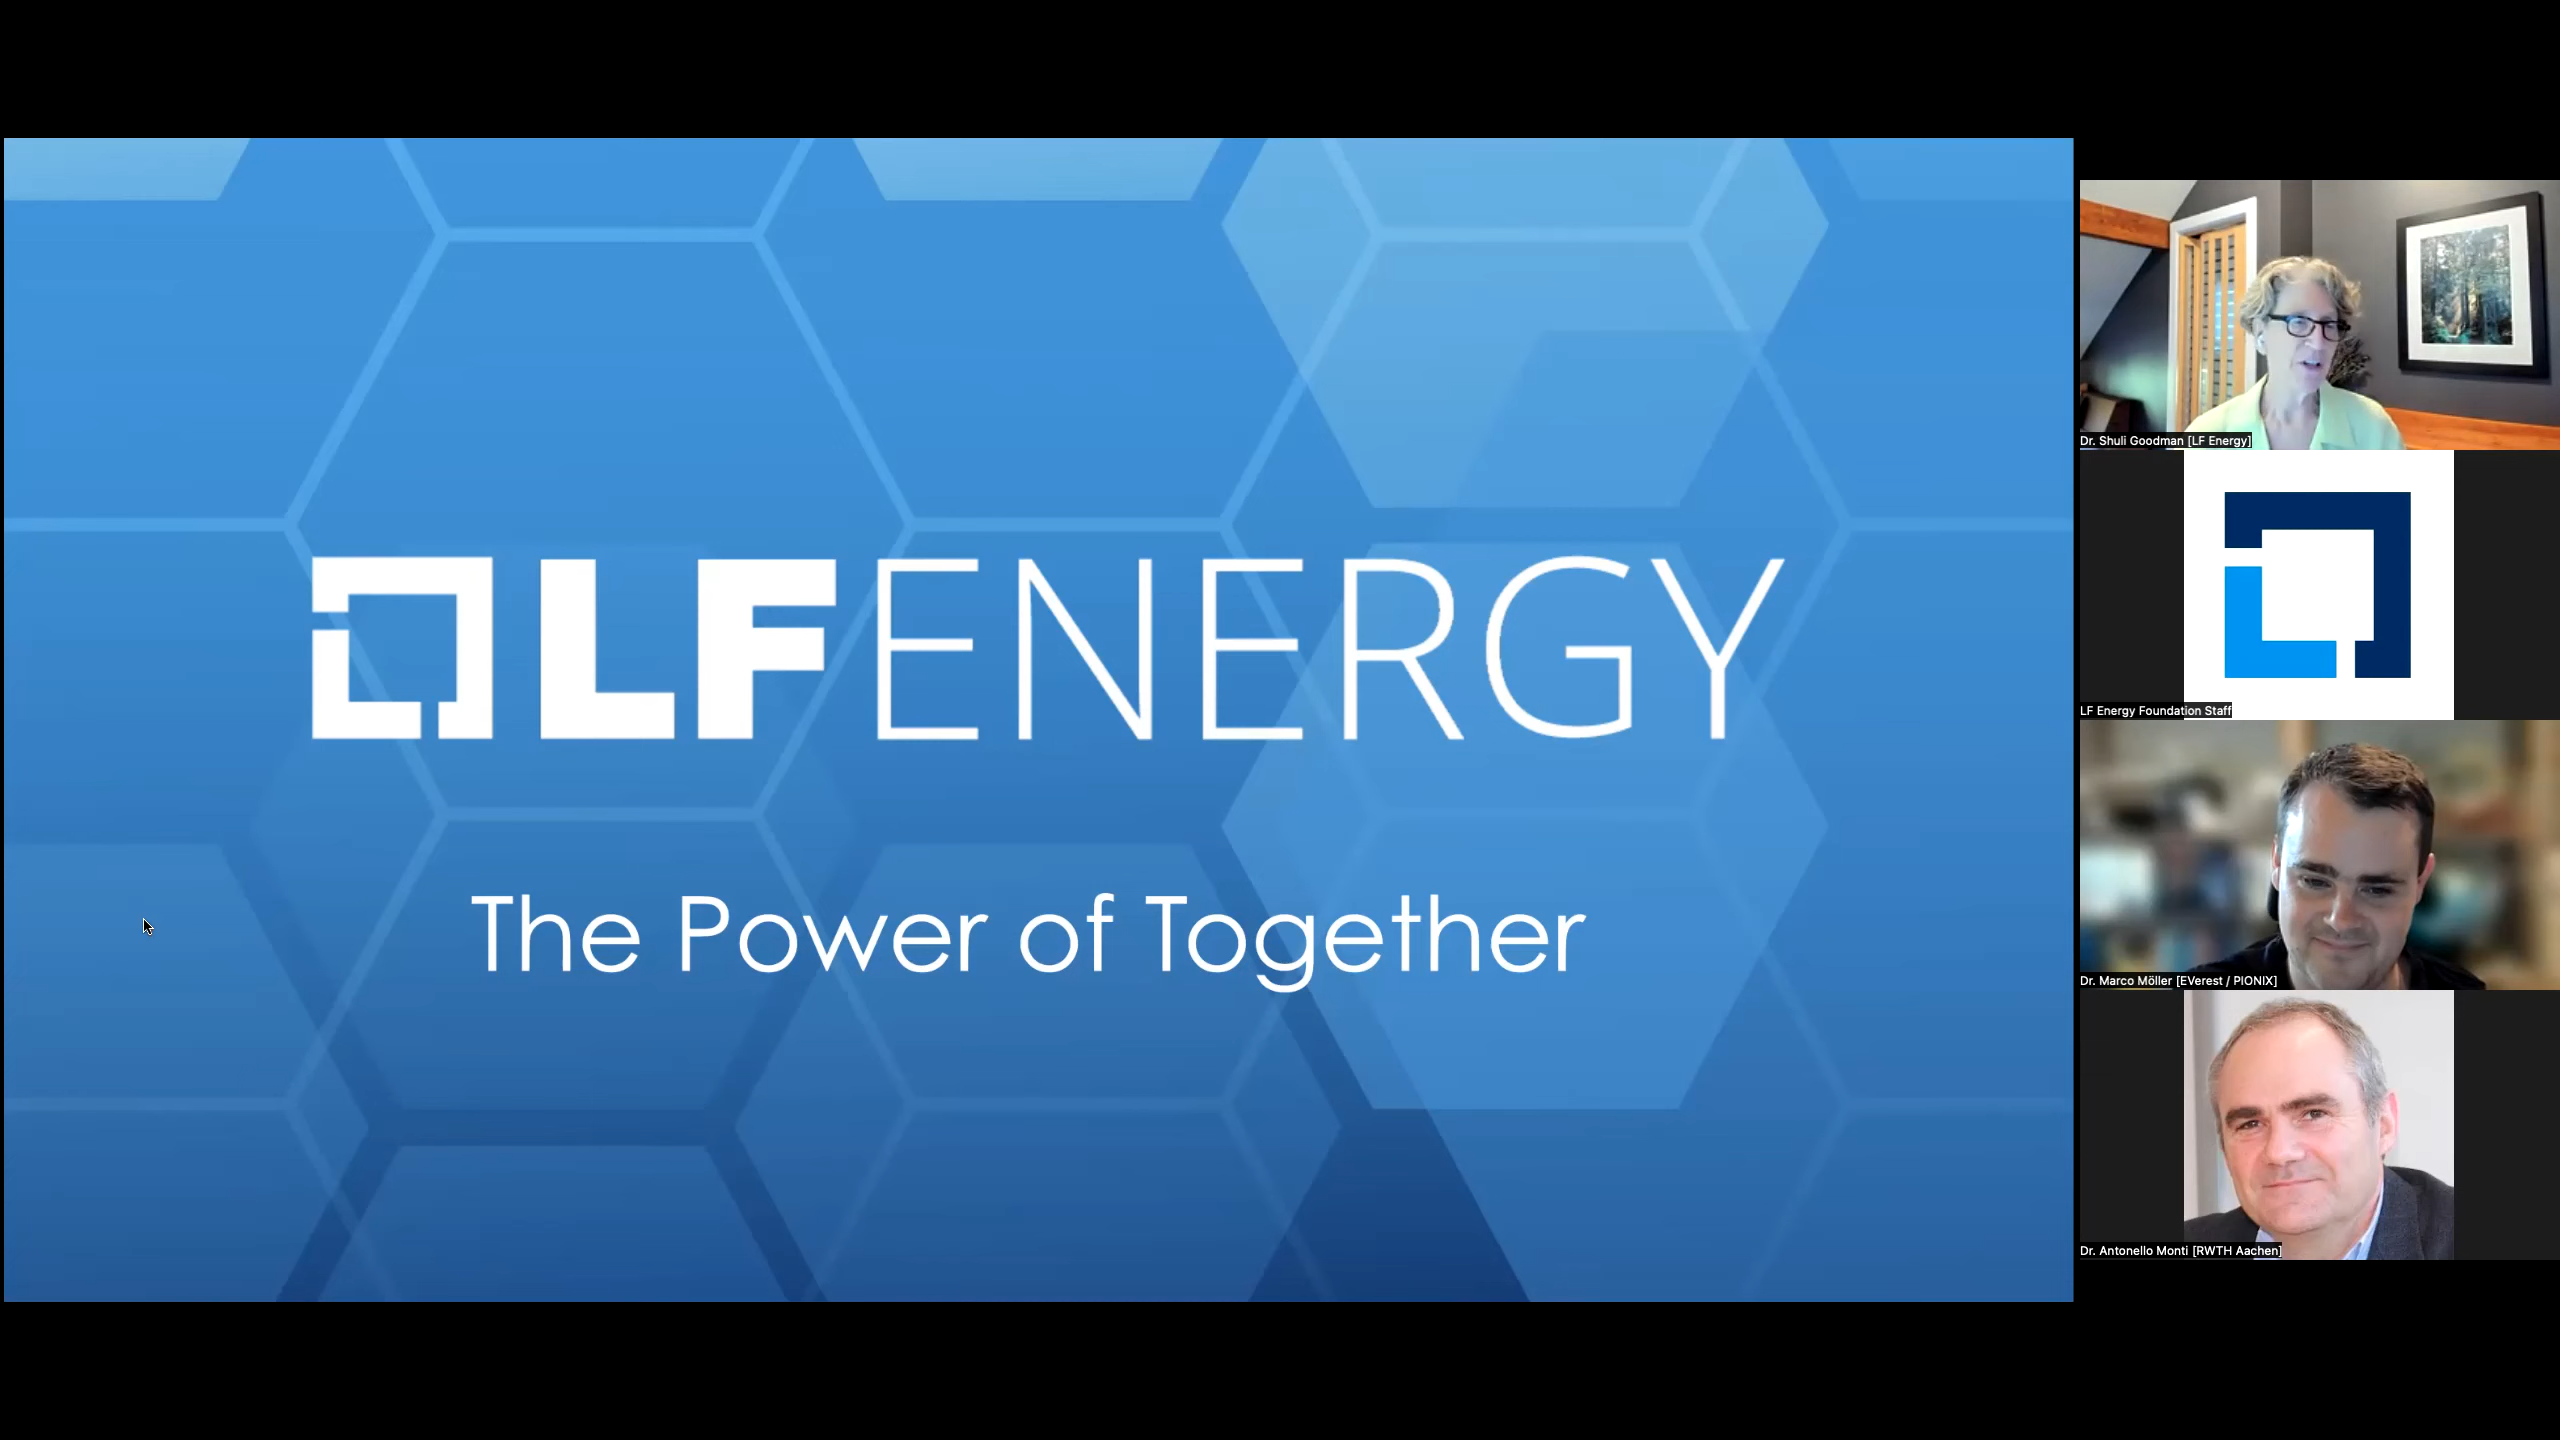 LFENERGY
The Power of Together
Dr. Shuli Goodman [LF Energy]
LF Energy Foundation Staff
Dr. Marco Möller [EVerest / PIONIX]
Dr. Antonello Monti [RWTH Aachen]